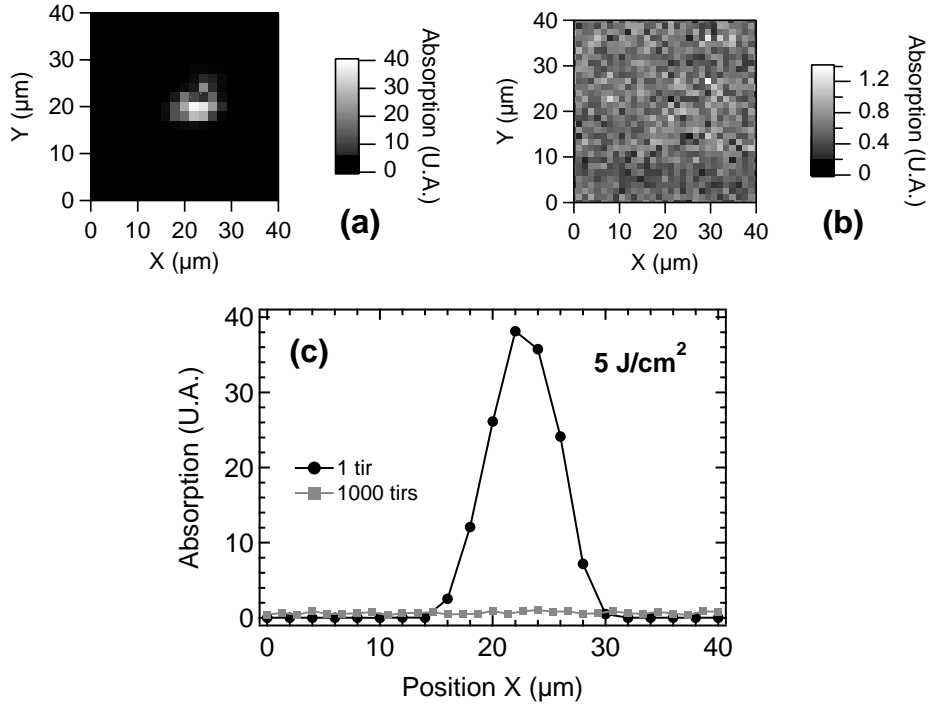 40
30
20
10
0
Y (µm)
0 10 20 30 40
X (µm)
40
30
20
10
0
Absorption (U.A.)
(a)
40
30
20
10
0
Y (µm)
0 10 20 30 40
X (µm)
1.2
0.8
0.4
0
Absorption (U.A.)
(b)
40
30
20
10
0
Absorption (U.A.)
(c)
5 J/cm²
1 tir
1000 tirs
0 10 20 30 40
Position X (µm)